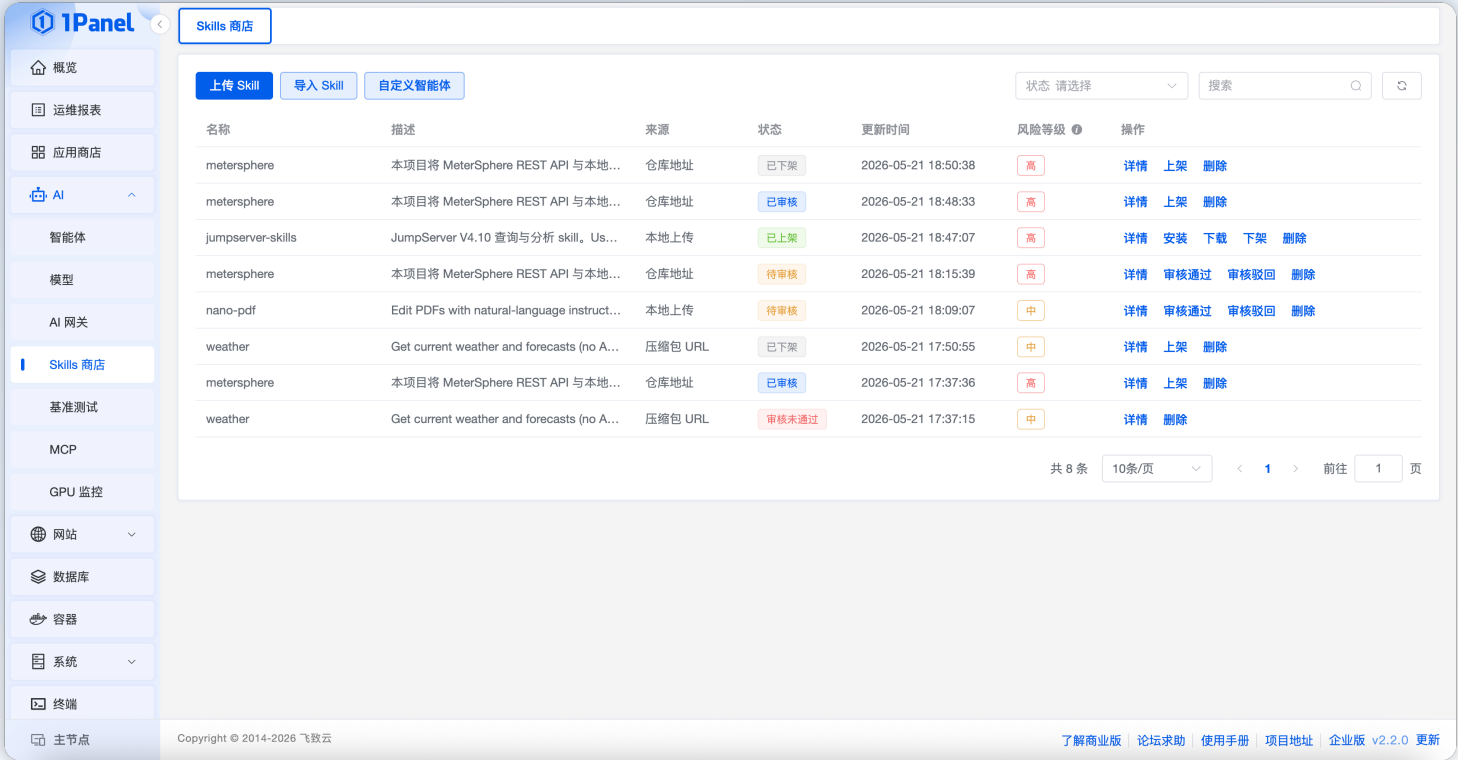 1Panel
Skills 商店
概览
运维报表
应用商店
AI
智能体
模型
AI 网关
Skills 商店
基准测试
MCP
GPU 监控
网站
数据库
容器
系统
终端
主节点
上传 Skill 导入 Skill 自定义智能体 状态 请选择 搜索
名称 描述 来源 状态 更新时间 风险等级 操作
metersphere 本项目将 MeterSphere REST API 与本地... 仓库地址 已下架 2026-05-21 18:50:38 高 详情 上架 删除
metersphere 本项目将 MeterSphere REST API 与本地... 仓库地址 已审核 2026-05-21 18:48:33 高 详情 上架 删除
jumpserver-skills JumpServer V4.10 查询与分析 skill。Us... 本地上传 已上架 2026-05-21 18:47:07 高 详情 安装 下载 下架 删除
metersphere 本项目将 MeterSphere REST API 与本地... 仓库地址 待审核 2026-05-21 18:15:39 高 详情 审核通过 审核驳回 删除
nano-pdf Edit PDFs with natural-language instruct... 本地上传 待审核 2026-05-21 18:09:07 中 详情 审核通过 审核驳回 删除
weather Get current weather and forecasts (no A... 压缩包 URL 已下架 2026-05-21 17:50:55 中 详情 上架 删除
metersphere 本项目将 MeterSphere REST API 与本地... 仓库地址 已审核 2026-05-21 17:37:36 高 详情 上架 删除
weather Get current weather and forecasts (no A... 压缩包 URL 审核未通过 2026-05-21 17:37:15 中 详情 删除
共 8 条 10条/页 1 前往 1 页
Copyright © 2014-2026 飞致云 了解商业版 论坛求助 使用手册 项目地址 企业版 v2.2.0 更新